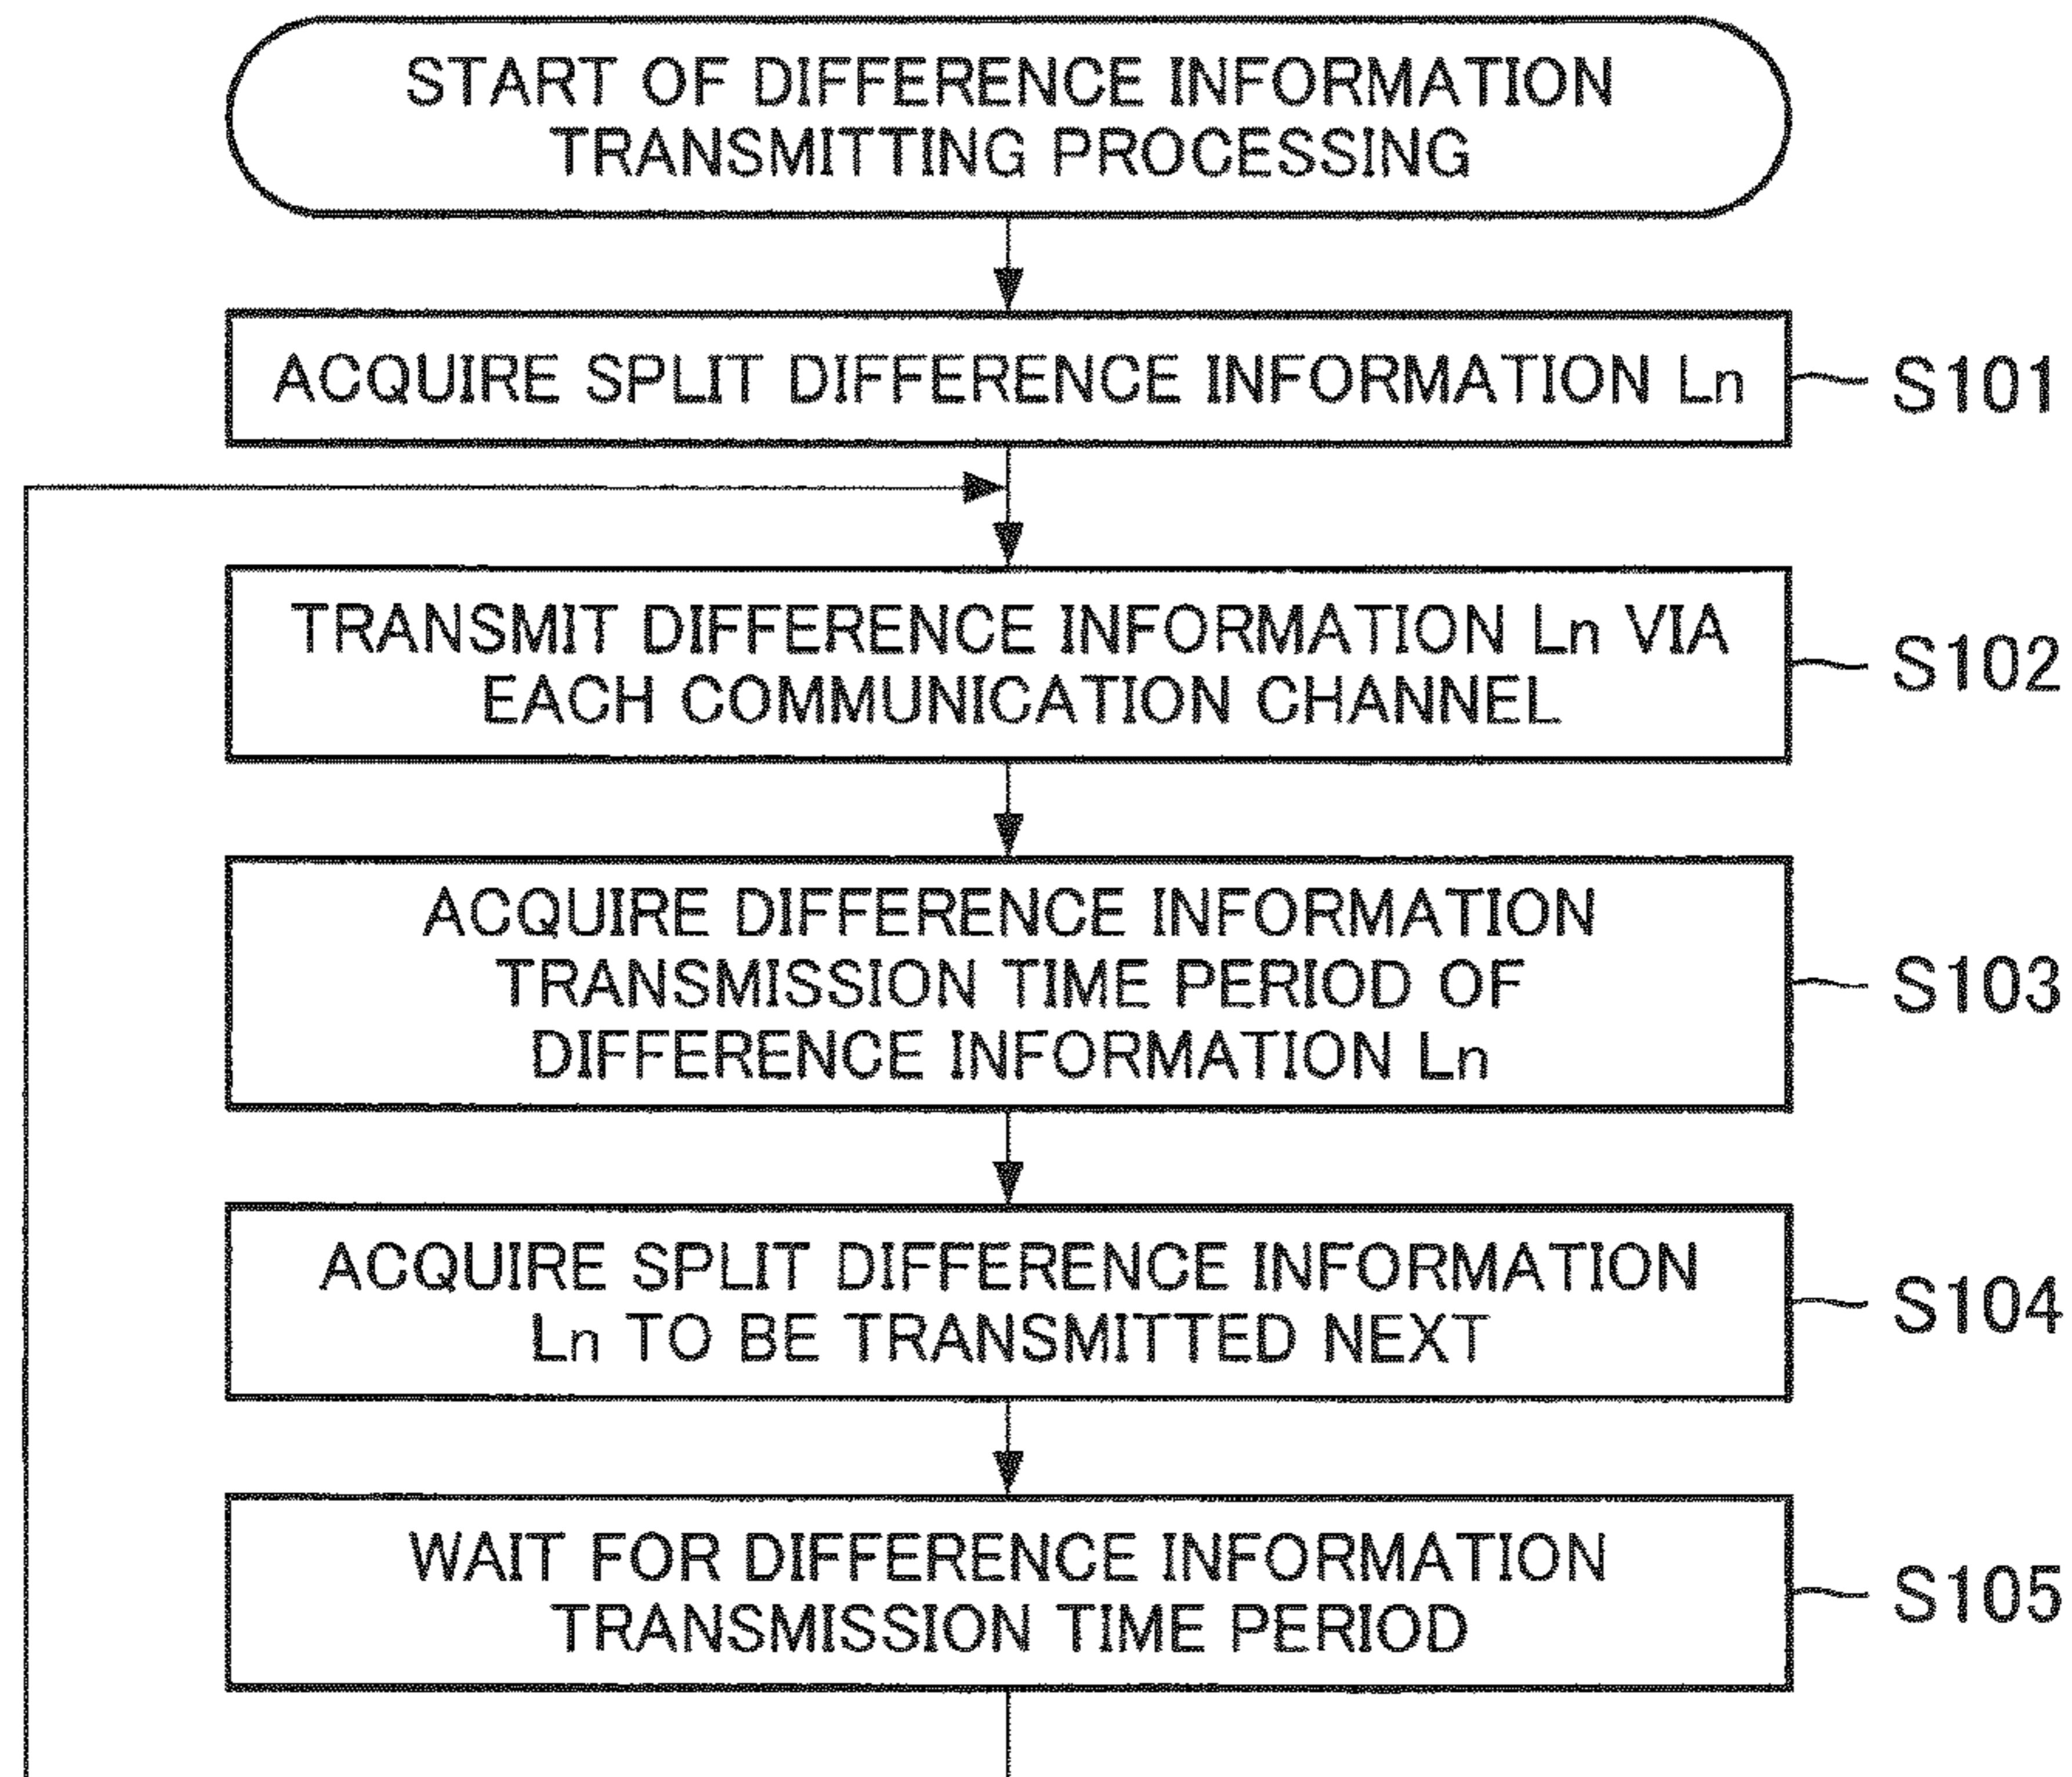 START OF DIFFERENCE INFORMATION
TRANSMITTING PROCESSING
ACQUIRE SPLIT DIFFERENCE INFORMATION Ln
S101
TRANSMIT DIFFERENCE INFORMATION Ln VIA
EACH COMMUNICATION CHANNEL
S102
ACQUIRE DIFFERENCE INFORMATION
TRANSMISSION TIME PERIOD OF
DIFFERENCE INFORMATION Ln
S103
ACQUIRE SPLIT DIFFERENCE INFORMATION
Ln TO BE TRANSMITTED NEXT
S104
WAIT FOR DIFFERENCE INFORMATION
TRANSMISSION TIME PERIOD
S105